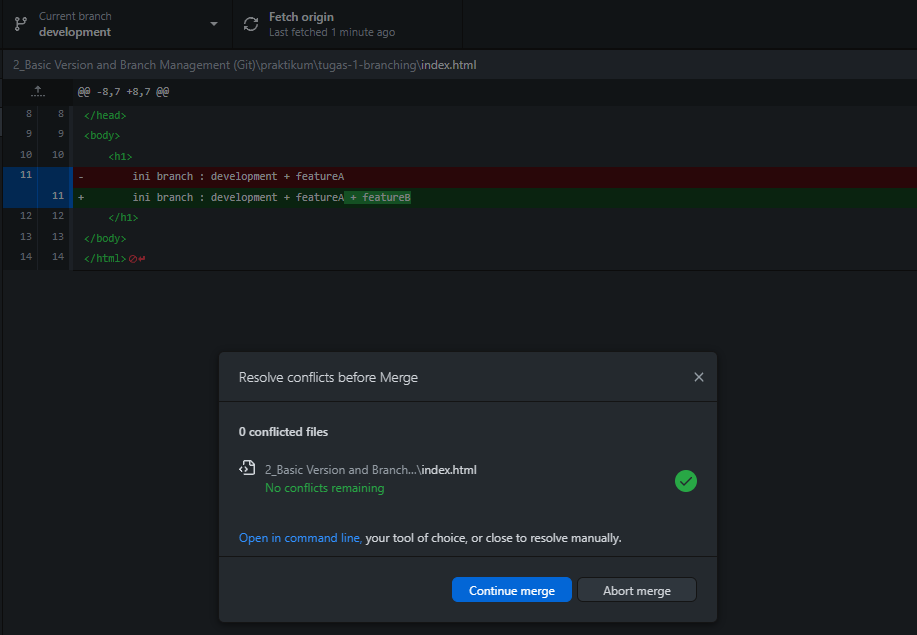 Current branch
development
Fetch origin
Last fetched 1 minute ago
2_Basic Version and Branch Management (Git)\praktikum\tugas-1-branching\index.html
@@ -8,7 +8,7 @@
8 8 </head>
9 9 <body>
10 10 <h1>
11 - ini branch : development + featureA
11 + ini branch : development + featureA + featureB
12 12 </h1>
13 13 </body>
14 14 </html>
Resolve conflicts before Merge
0 conflicted files
2_Basic Version and Branch...\index.html
No conflicts remaining
Open in command line, your tool of choice, or close to resolve manually.
Continue merge
Abort merge